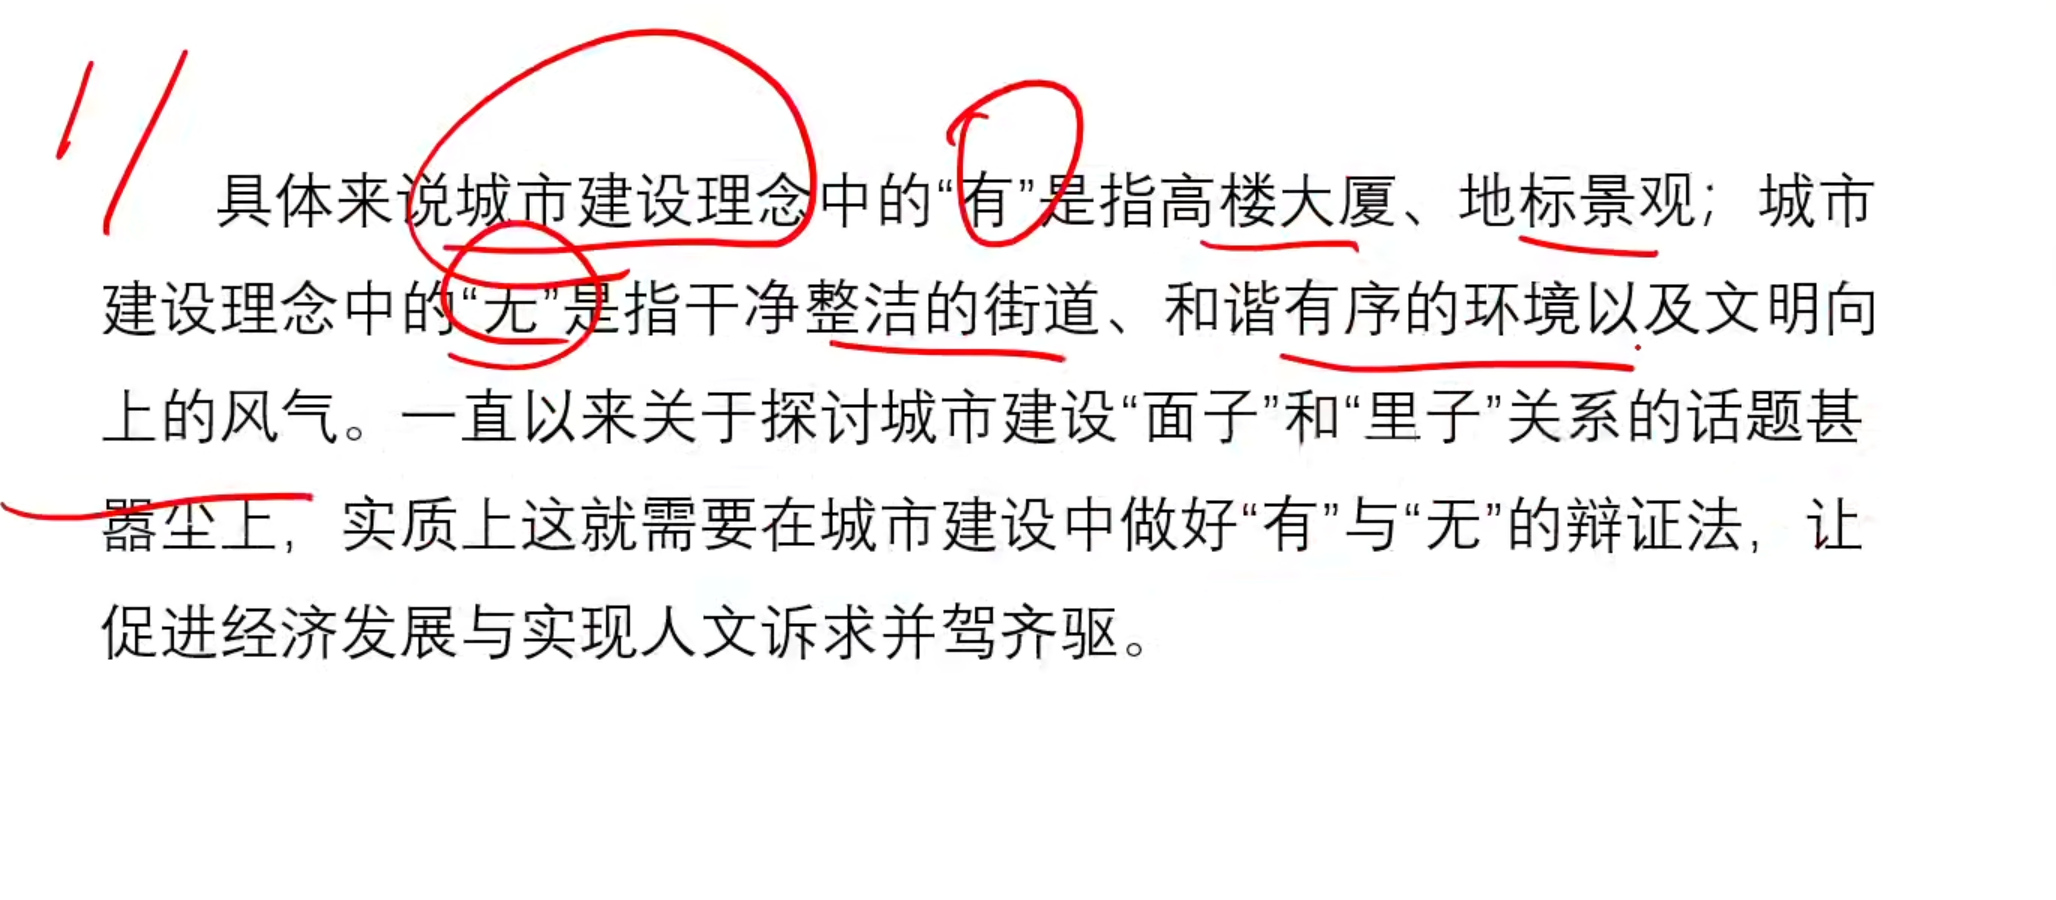 具体来说城市建设理念中的“有”是指高楼大厦、地标景观；城市
建设理念中的“无”是指干净整洁的街道、和谐有序的环境以及文明向
上的风气。一直以来关于探讨城市建设“面子”和“里子”关系的话题甚
嚣尘上，实质上这就需要在城市建设中做好“有”与“无”的辩证法，让
促进经济发展与实现人文诉求并驾齐驱。